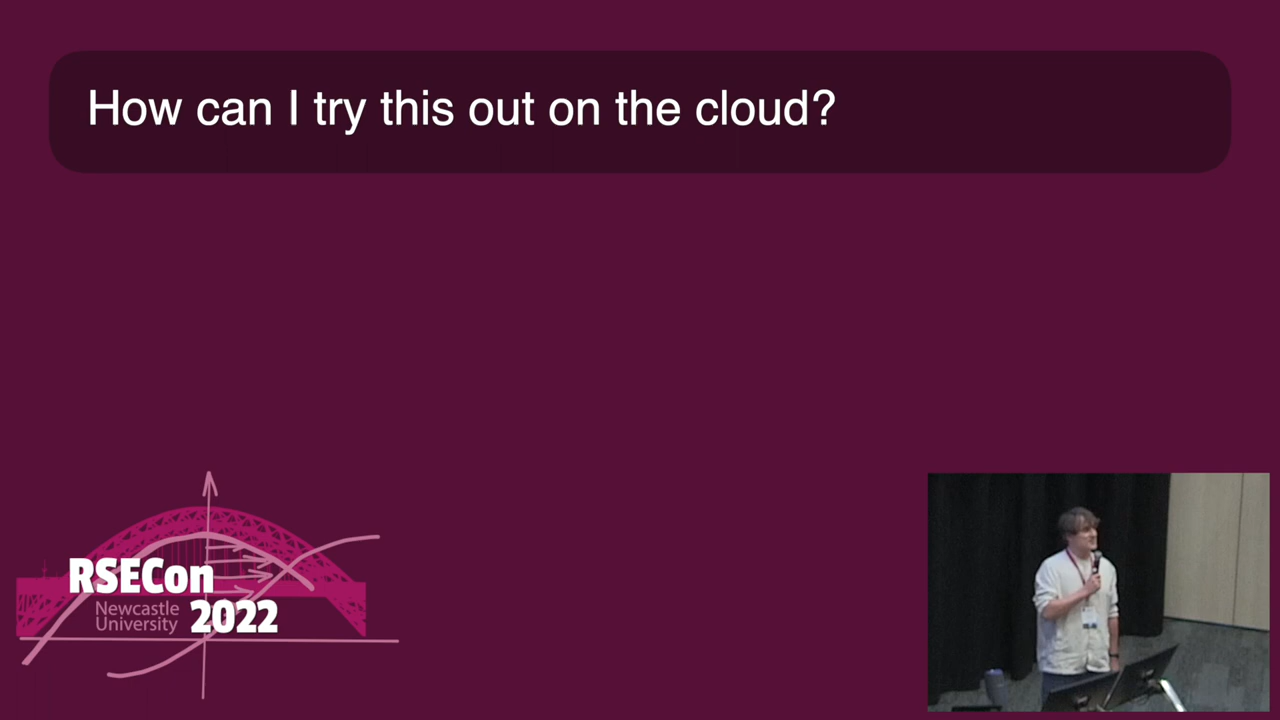 How can I try this out on the cloud?
RSECon
Newcastle
University
2022